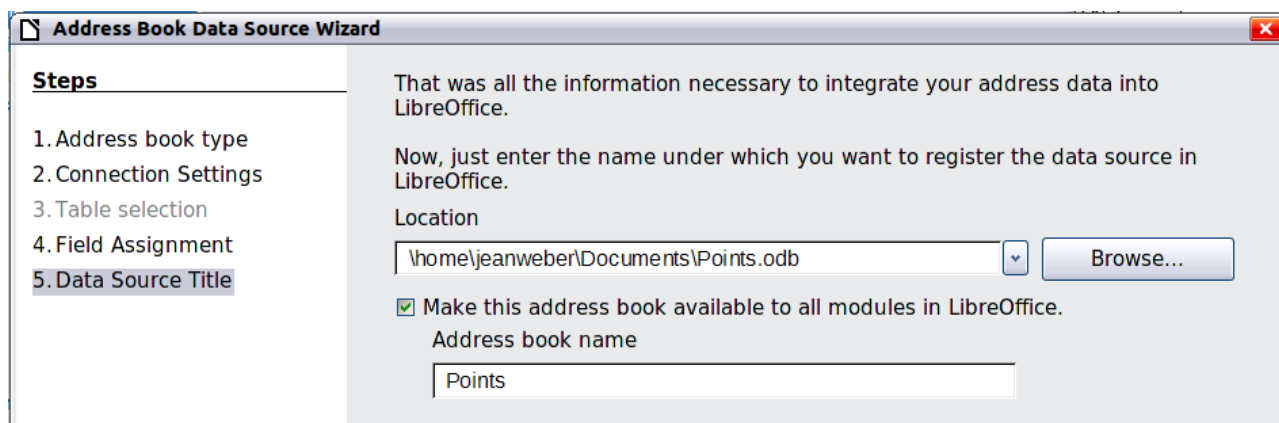 Address Book Data Source Wizard
Steps
1. Address book type
2. Connection Settings
3. Table selection
4. Field Assignment
5. Data Source Title
That was all the information necessary to integrate your address data into
LibreOffice.
Now, just enter the name under which you want to register the data source in
LibreOffice.
Location
\home\jeanweber\Documents\Points.odb
Browse...
Make this address book available to all modules in LibreOffice.
Address book name
Points